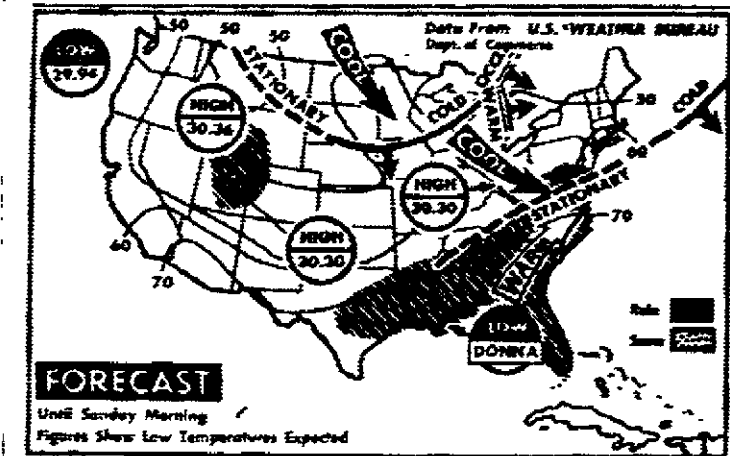 Data From U.S. WEATHER BUREAU
Dept. of Commerce
50
50
50
LOW
29.94
STATIONARY
COOL
COLD
WARM
30
COLD
HIGH
30.36
COOL
60
HIGH
30.30
STATIONARY
HIGH
30.20
70
60
70
WARM
Rain
Snow
LOW
DONNA
FORECAST
Until Sunday Morning
Figures Show Low Temperatures Expected